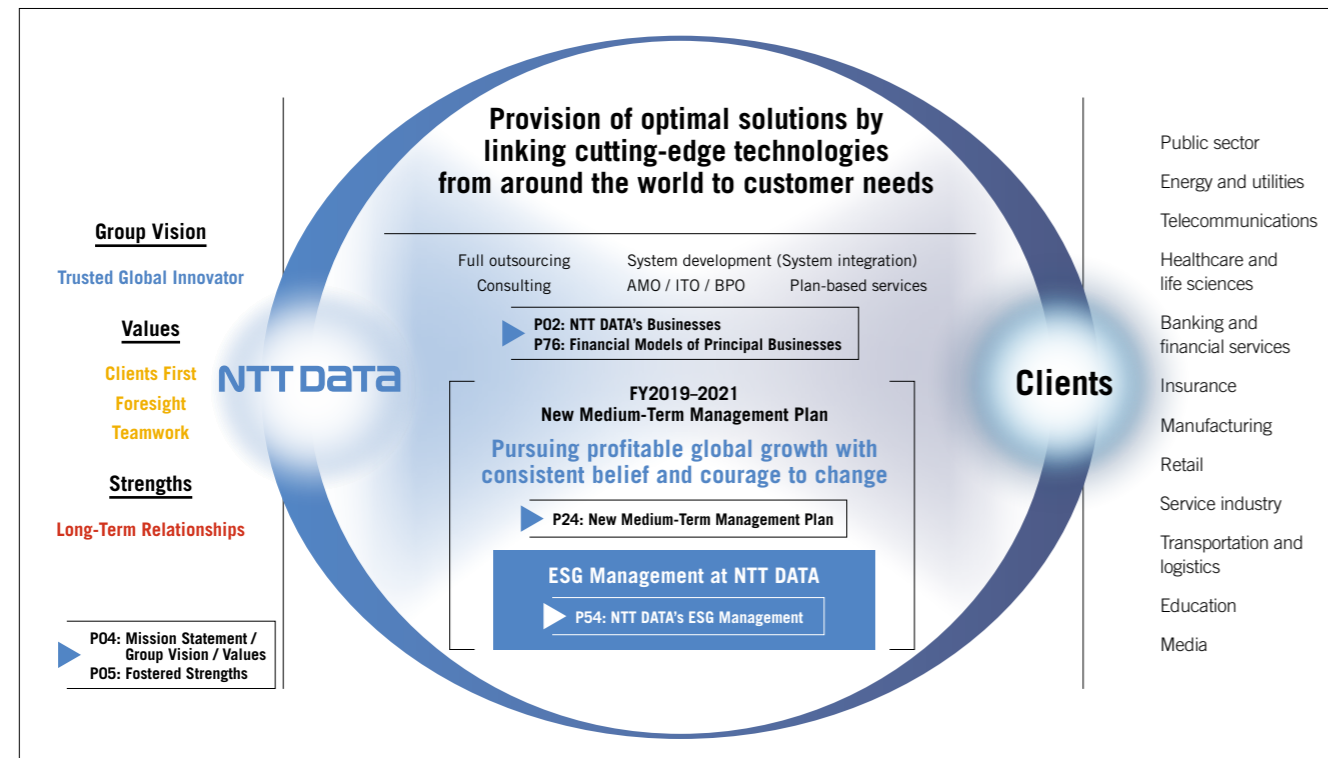 Group Vision
Trusted Global Innovator
Values
Clients First
Foresight
Teamwork
Strengths
Long-Term Relationships
P04: Mission Statement /
Group Vision / Values
P05: Fostered Strengths
NTT DATA
Provision of optimal solutions by
linking cutting-edge technologies
from around the world to customer needs
Full outsourcing
System development (System integration)
Consulting
AMO / ITO / BPO
Plan-based services
P02: NTT DATA's Businesses
P76: Financial Models of Principal Businesses
FY2019–2021
New Medium-Term Management Plan
Pursuing profitable global growth with
consistent belief and courage to change
P24: New Medium-Term Management Plan
ESG Management at NTT DATA
P54: NTT DATA's ESG Management
Clients
Public sector
Energy and utilities
Telecommunications
Healthcare and
life sciences
Banking and
financial services
Insurance
Manufacturing
Retail
Service industry
Transportation and
logistics
Education
Media